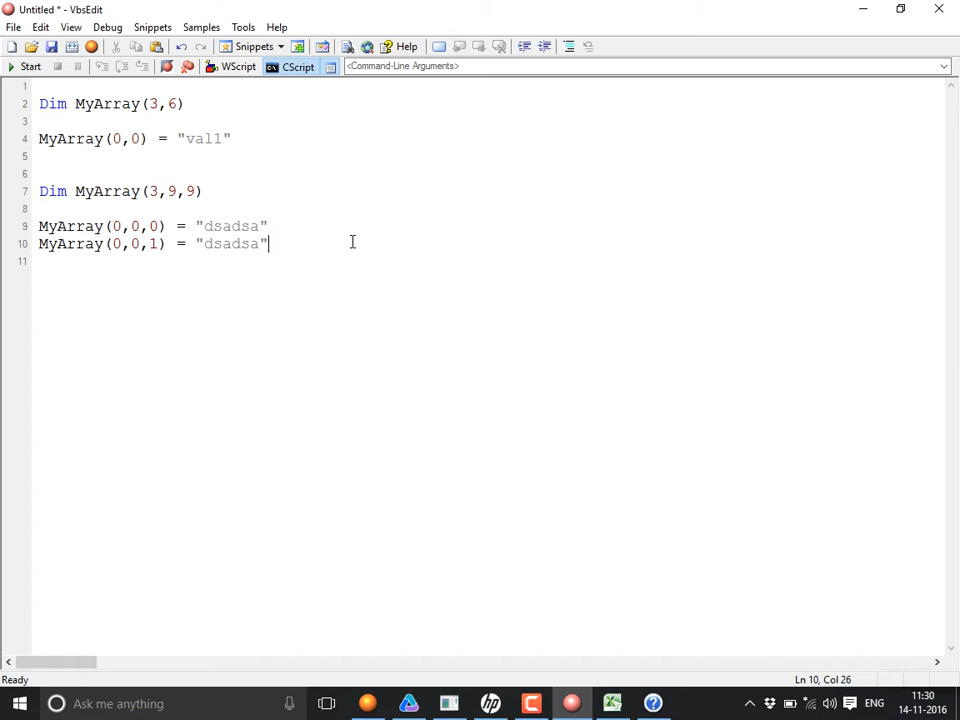 Untitled * - VbsEdit
File Edit View Debug Snippets Samples Tools Help
Snippets Help
Start WScript CScript <Command-Line Arguments>
1
2 Dim MyArray(3,6)
3
4 MyArray(0,0) = "val1"
5
6
7 Dim MyArray(3,9,9)
8
9 MyArray(0,0,0) = "dsadsa"
10 MyArray(0,0,1) = "dsadsa"
11
Ready Ln 10, Col 26
Ask me anything ENG 11:30
14-11-2016